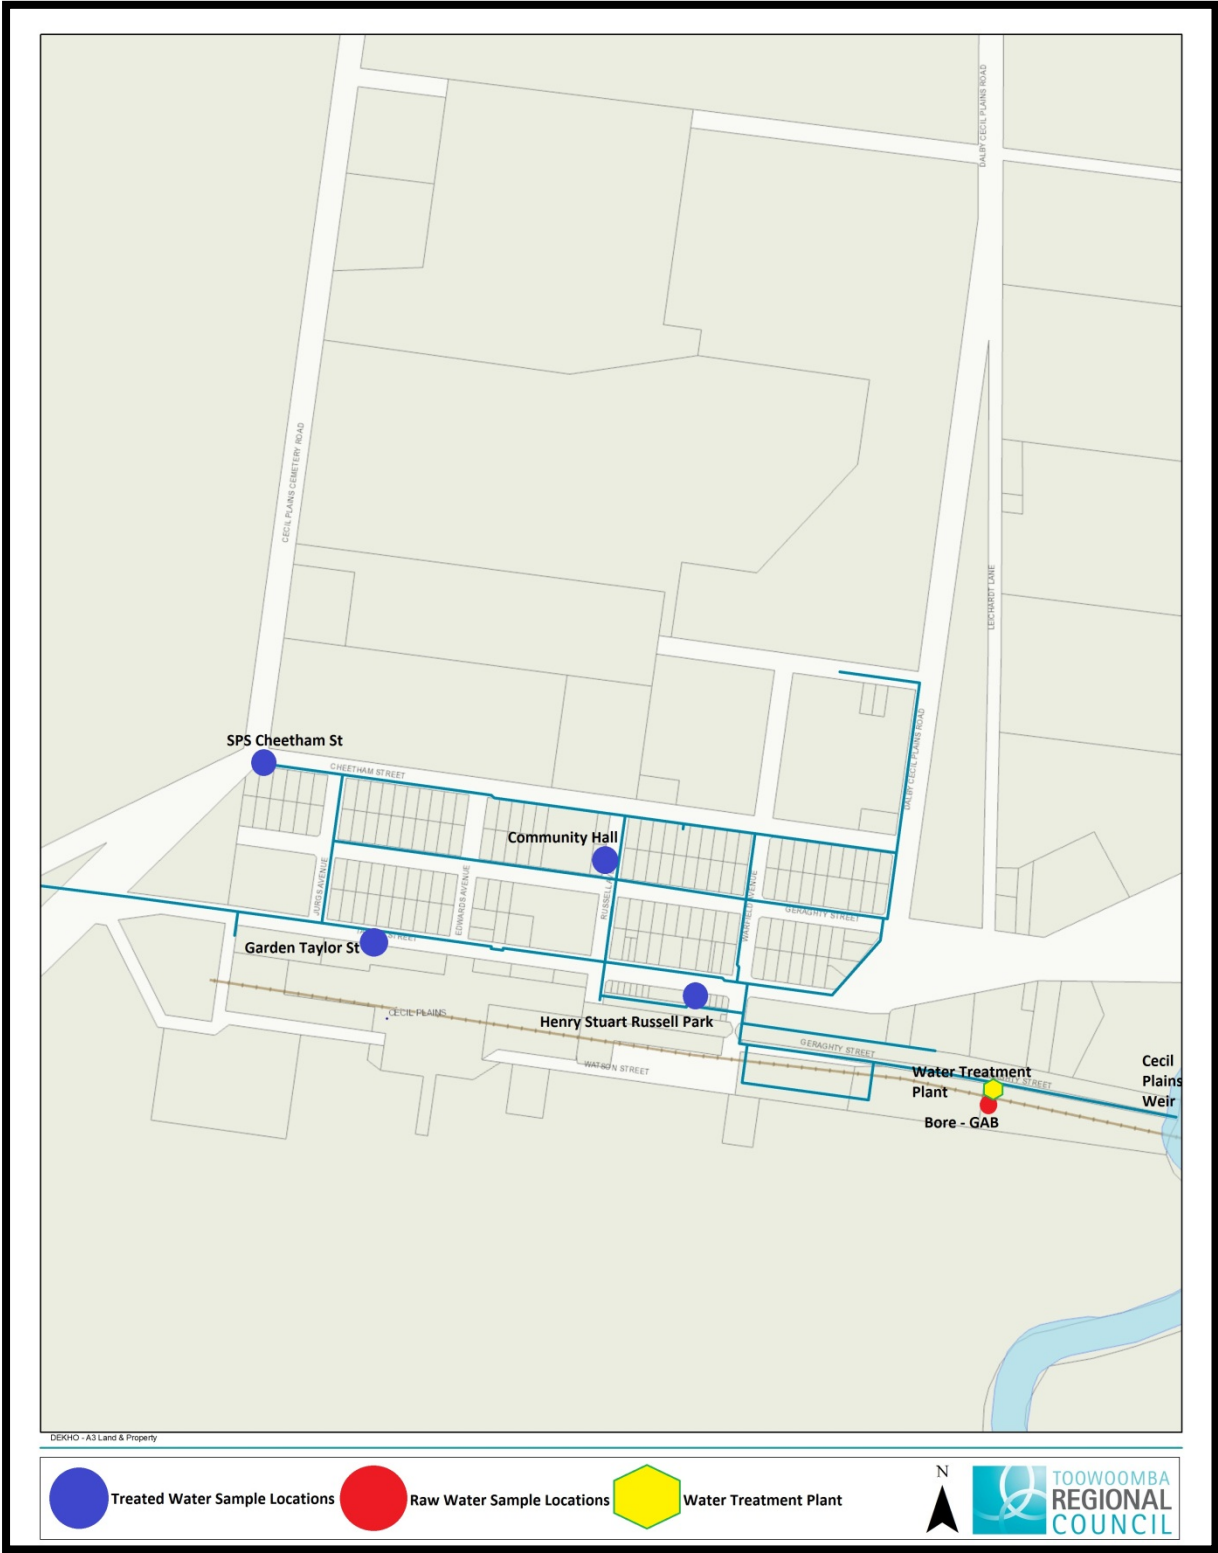 DALBY CECIL PLAINS ROAD
CECIL PLAINS CEMETERY ROAD
LEICHARDT LANE
DALBY CECIL PLAINS ROAD
SPS Cheetham St
CHEETHAM STREET
Community Hall
JURGS AVENUE
EDWARDS AVENUE
RUSSELL
WARFIELD AVENUE
GERAGHTY STREET
Garden Taylor St
STREET
CECIL PLAINS
Henry Stuart Russell Park
GERAGHTY STREET
WATSON STREET
Water Treatment
Plant
STREET
Bore - GAB
Cecil
Plains
Weir
DEKHO - A3 Land & Property
Treated Water Sample Locations
Raw Water Sample Locations
Water Treatment Plant
N
TOOWOOMBA
REGIONAL
COUNCIL